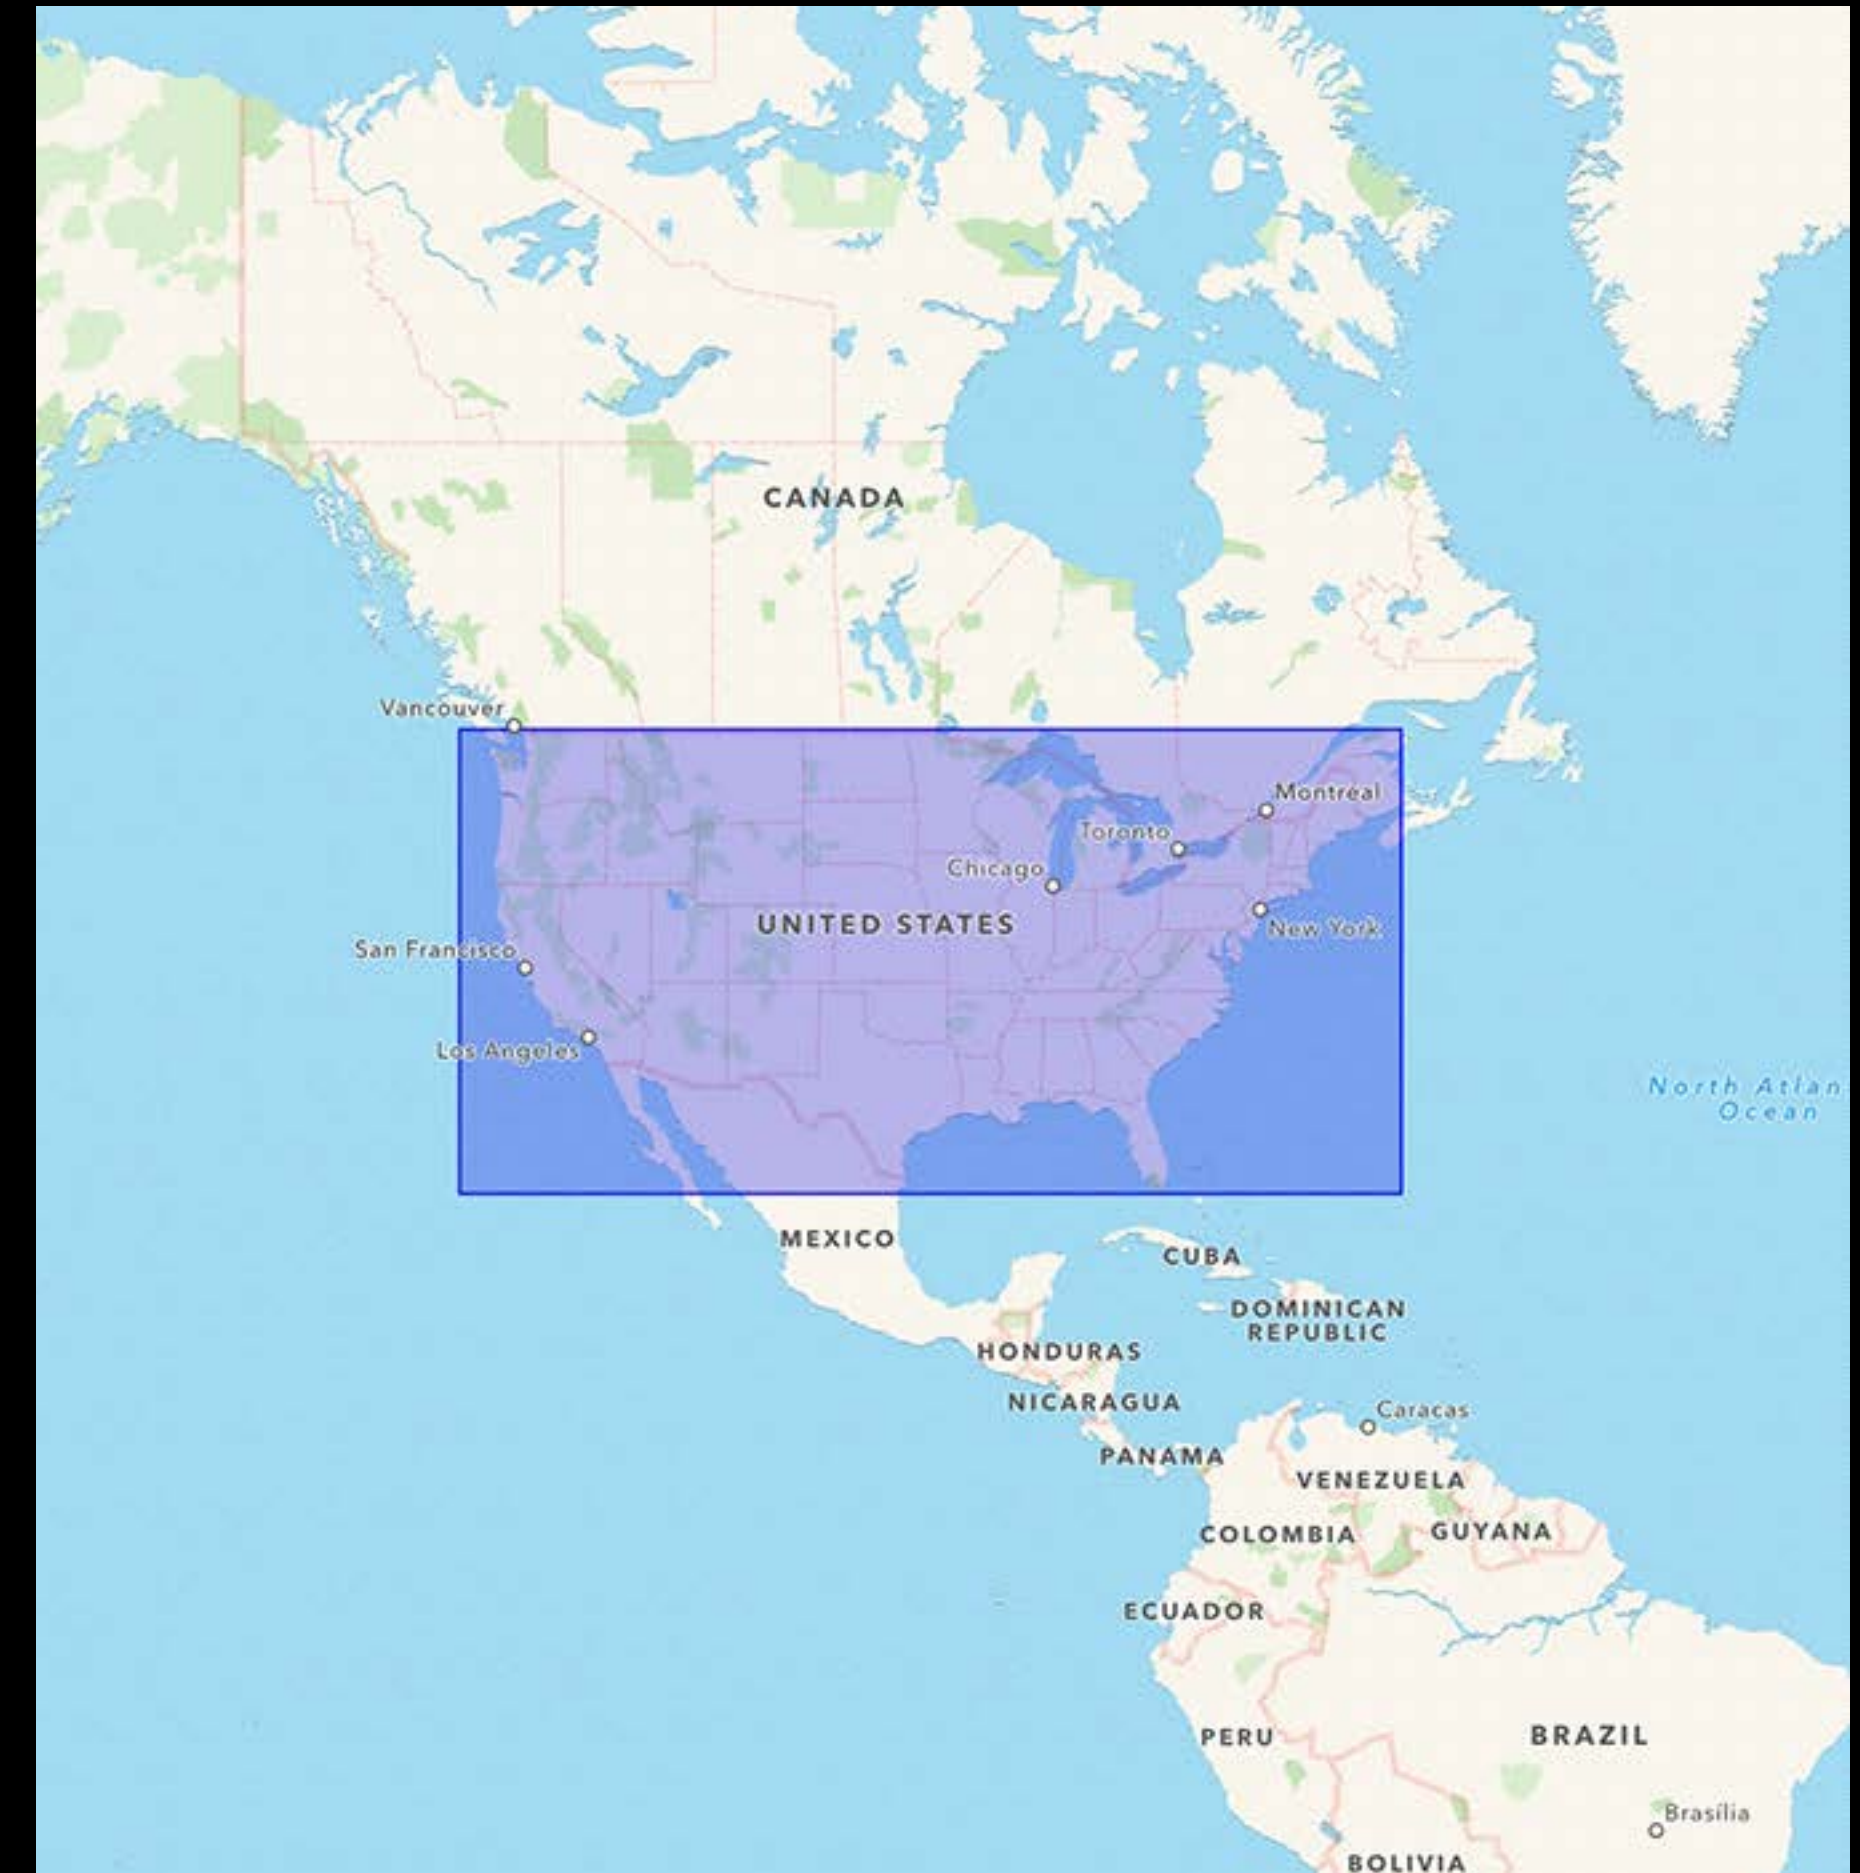 CANADA
Vancouver
Montréal
Toronto
Chicago
UNITED STATES
New York
San Francisco
Los Angeles
North Atlan
Ocean
MEXICO
CUBA
DOMINICAN
REPUBLIC
HONDURAS
NICARAGUA
Caracas
PANAMA
VENEZUELA
COLOMBIA
GUYANA
ECUADOR
PERU
BRAZIL
Brasília
BOLIVIA